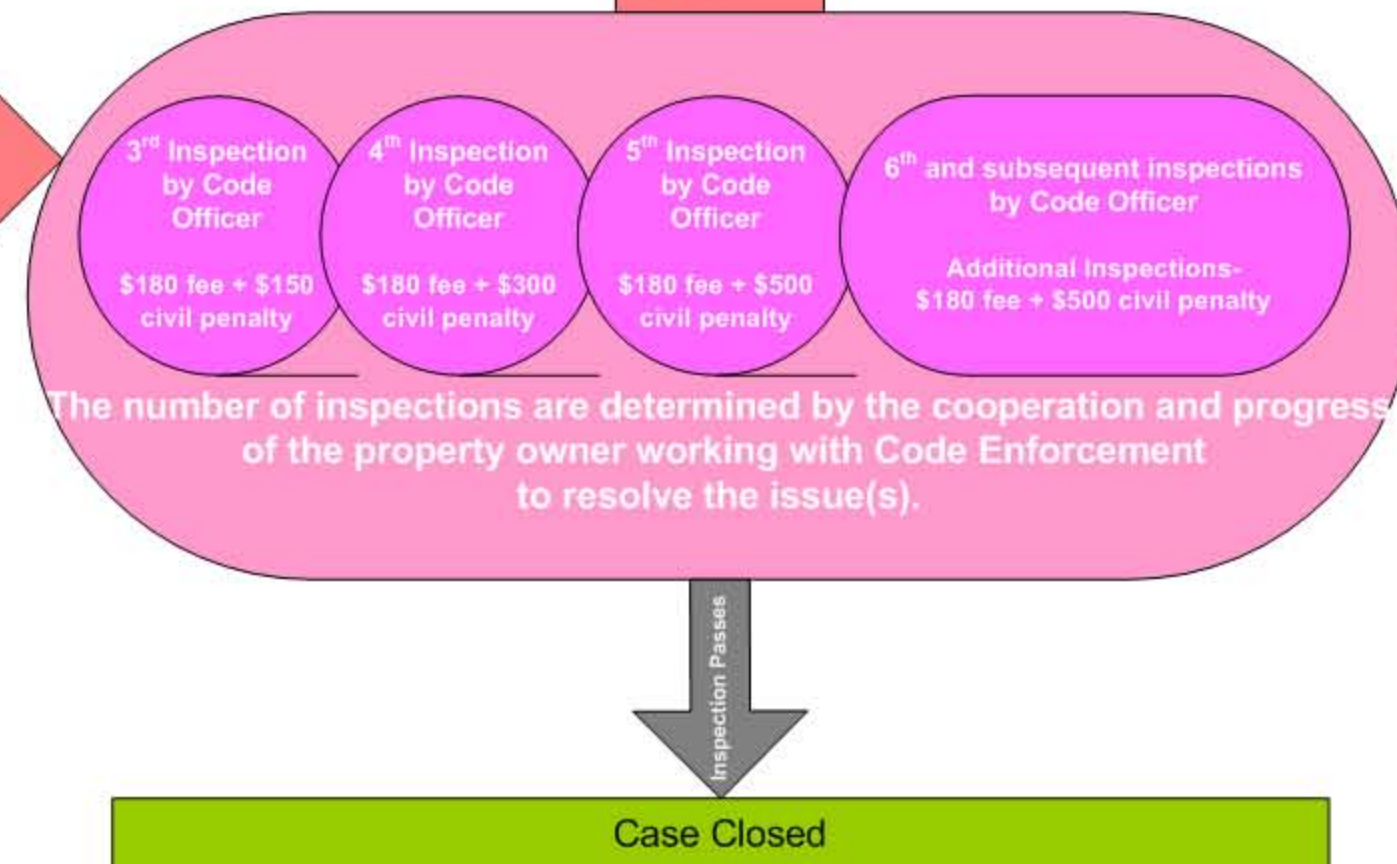 3rd Inspection
by Code
Officer
$180 fee + $150
civil penalty
4th Inspection
by Code
Officer
$180 fee + $300
civil penalty
5th Inspection
by Code
Officer
$180 fee + $500
civil penalty
6th and subsequent inspections
by Code Officer
Additional Inspections-
$180 fee + $500 civil penalty
The number of inspections are determined by the cooperation and progress
of the property owner working with Code Enforcement
to resolve the issue(s).
Inspection Passes
Case Closed